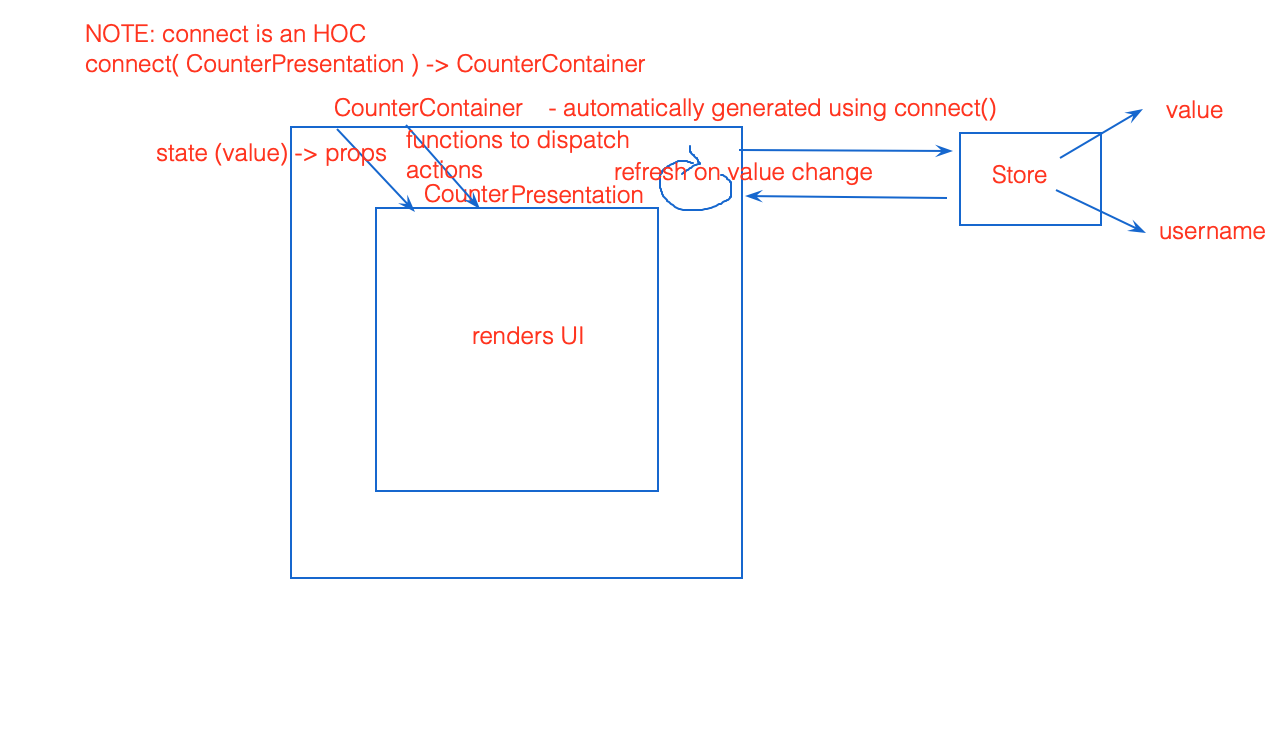 NOTE: connect is an HOC
connect( CounterPresentation ) -> CounterContainer
CounterContainer - automatically generated using connect()
value
state (value) -> props
functions to dispatch
actions
refresh on value change
Store
CounterPresentation
username
renders UI